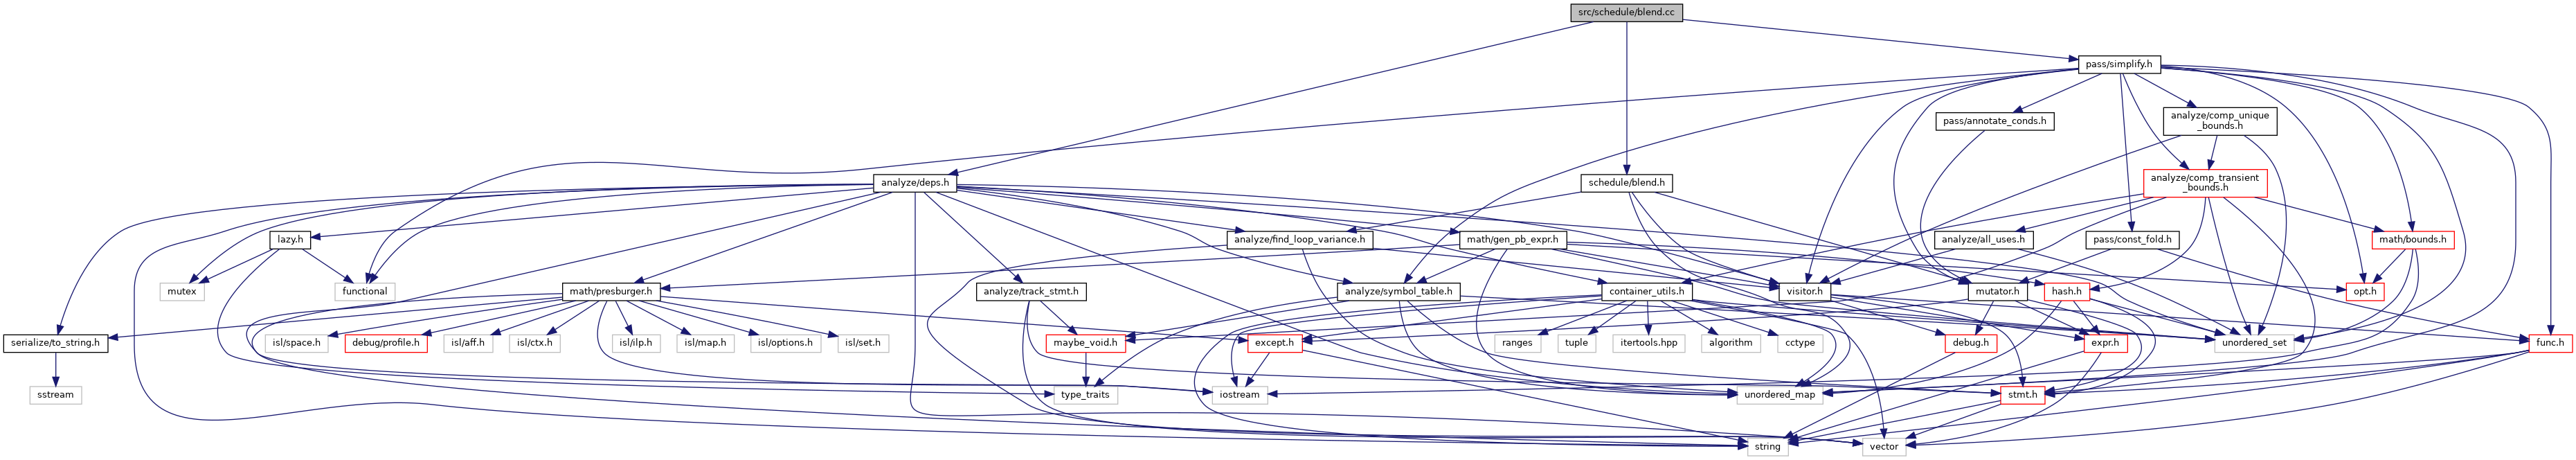 src/schedule/blend.cc
pass/simplify.h
pass/annotate_conds.h
analyze/comp_unique
_bounds.h
analyze/deps.h
schedule/blend.h
analyze/comp_transient
_bounds.h
lazy.h
analyze/find_loop_variance.h
math/gen_pb_expr.h
analyze/all_uses.h
pass/const_fold.h
math/bounds.h
mutex
functional
math/presburger.h
analyze/track_stmt.h
analyze/symbol_table.h
container_utils.h
visitor.h
mutator.h
hash.h
opt.h
serialize/to_string.h
isl/space.h
debug/profile.h
isl/aff.h
isl/ctx.h
isl/ilp.h
isl/map.h
isl/options.h
isl/set.h
except.h
maybe_void.h
ranges
tuple
itertools.hpp
algorithm
cctype
debug.h
expr.h
unordered_set
func.h
sstream
type_traits
iostream
unordered_map
stmt.h
string
vector